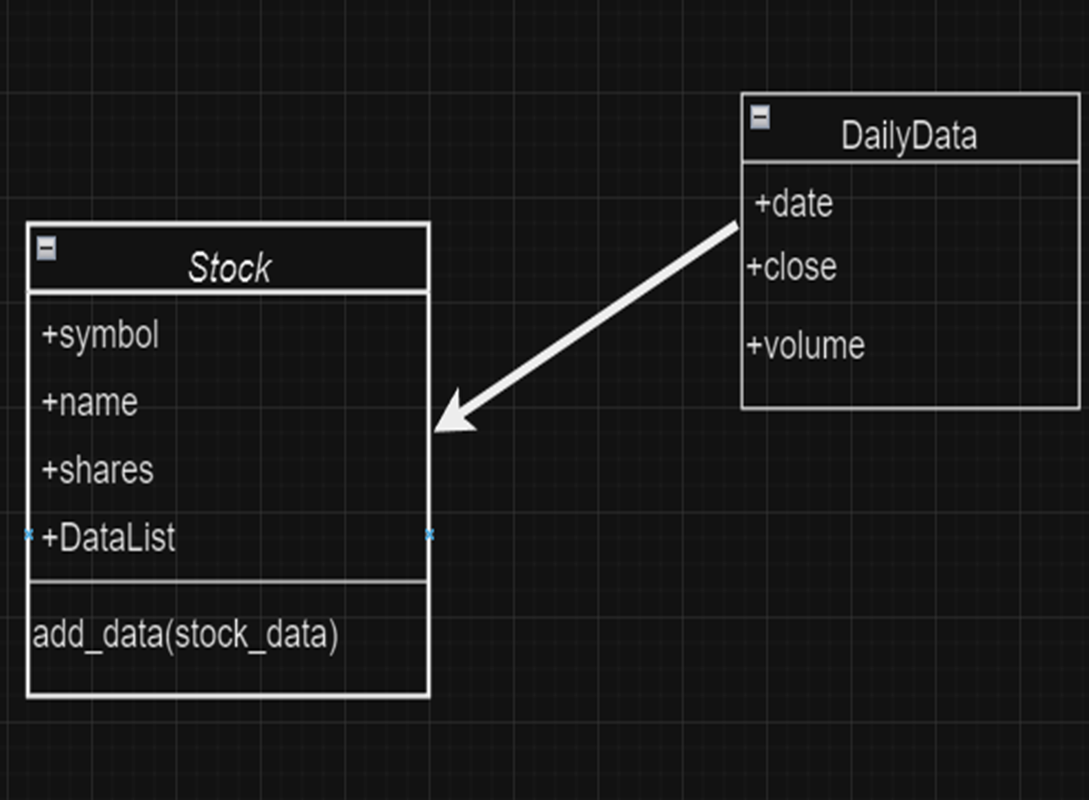 Stock
+symbol
+name
+shares
+DataList
add_data(stock_data)
DailyData
+date
+close
+volume